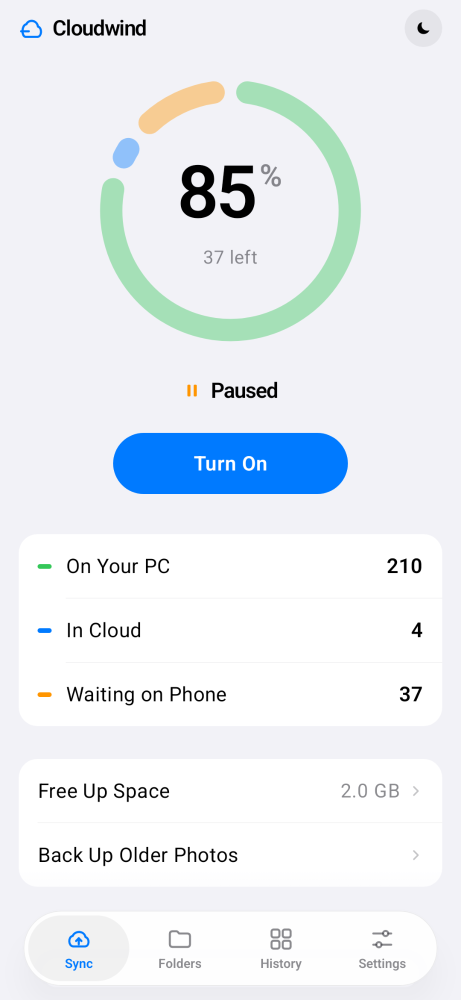 Cloudwind
85%
37 left
Paused
Turn On
On Your PC 210
In Cloud 4
Waiting on Phone 37
Free Up Space 2.0 GB
Back Up Older Photos
Sync Folders History Settings